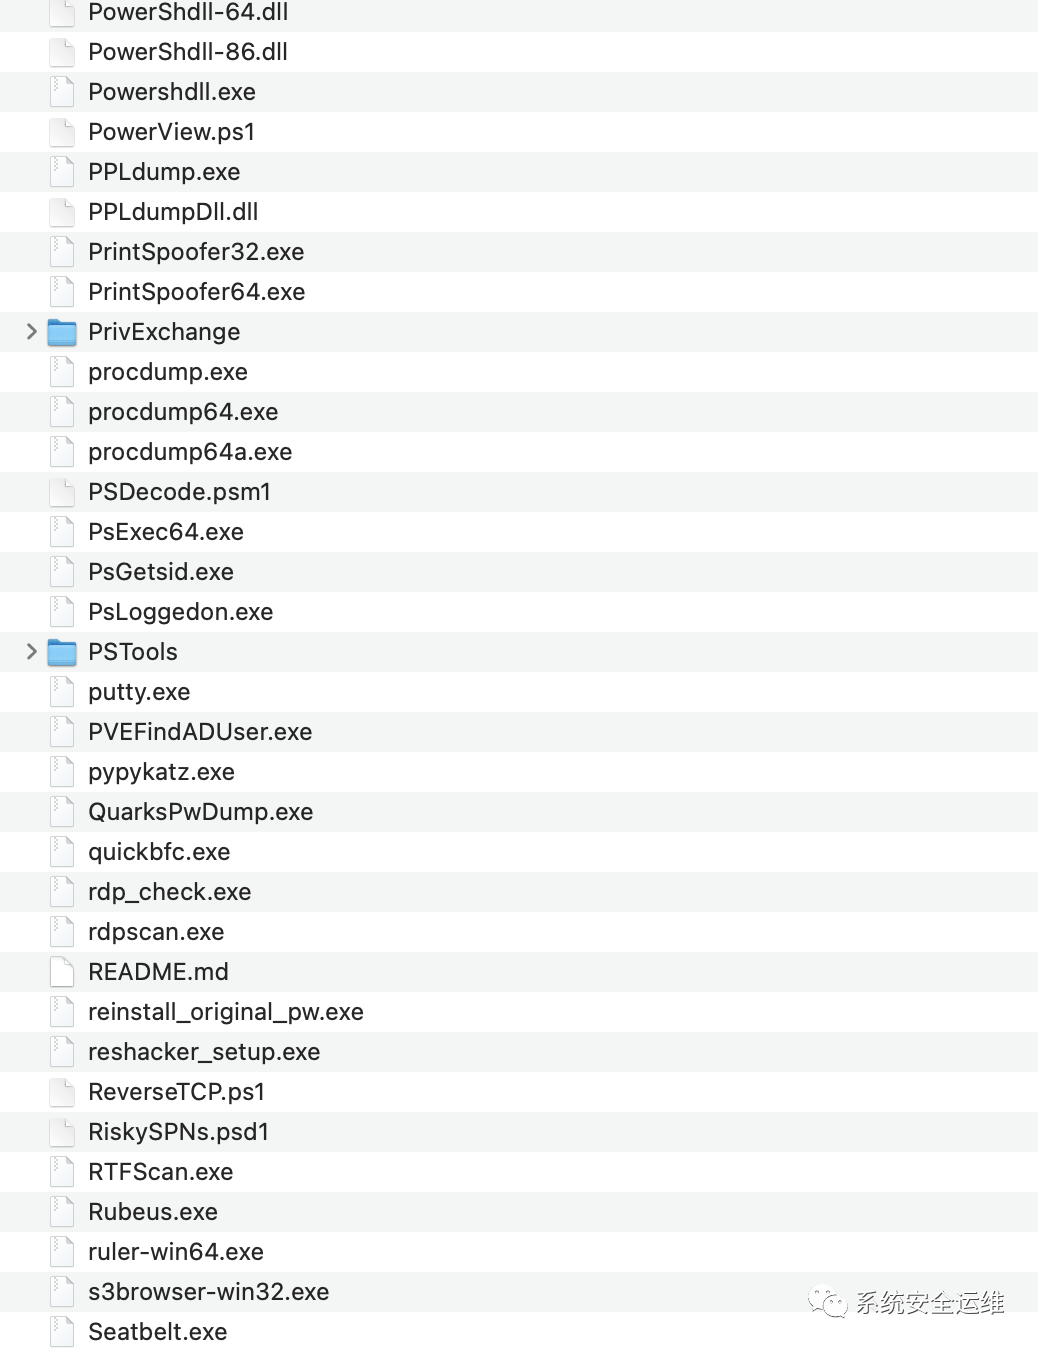 PowerShdll-64.dll
PowerShdll-86.dll
Powershdll.exe
PowerView.ps1
PPLdump.exe
PPLdumpDll.dll
PrintSpoofer32.exe
PrintSpoofer64.exe
PrivExchange
procdump.exe
procdump64.exe
procdump64a.exe
PSDecode.psm1
PsExec64.exe
PsGetsid.exe
PsLoggedon.exe
PSTools
putty.exe
PVEFindADUser.exe
pypykatz.exe
QuarksPwDump.exe
quickbfc.exe
rdp_check.exe
rdpscan.exe
README.md
reinstall_original_pw.exe
reshacker_setup.exe
ReverseTCP.ps1
RiskySPNs.psd1
RTFScan.exe
Rubeus.exe
ruler-win64.exe
s3browser-win32.exe
系统安全运维
Seatbelt.exe